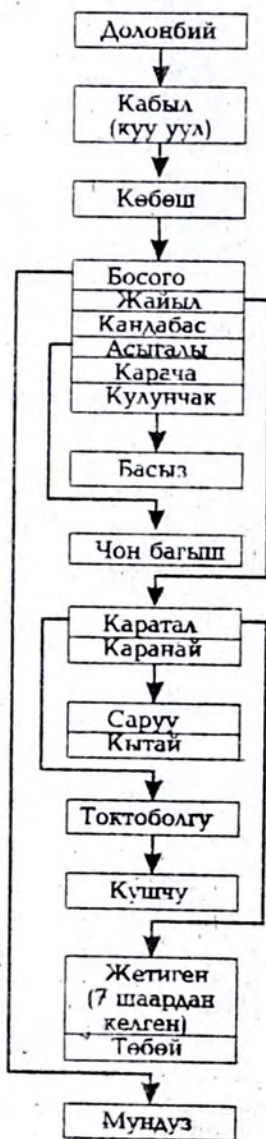 Долонбий
Кабыл
(куу уул)
Көбөш
Босого
Жайыл
Кандабас
Асыгалы
Карача
Кулунчак
Басыз
Чон багыш
Каратал
Каранай
Саруу
Кытай
Токтоболгу
Кушчу
Жетиген
(7 шаардан
келген)
Төбөй
Мундуз